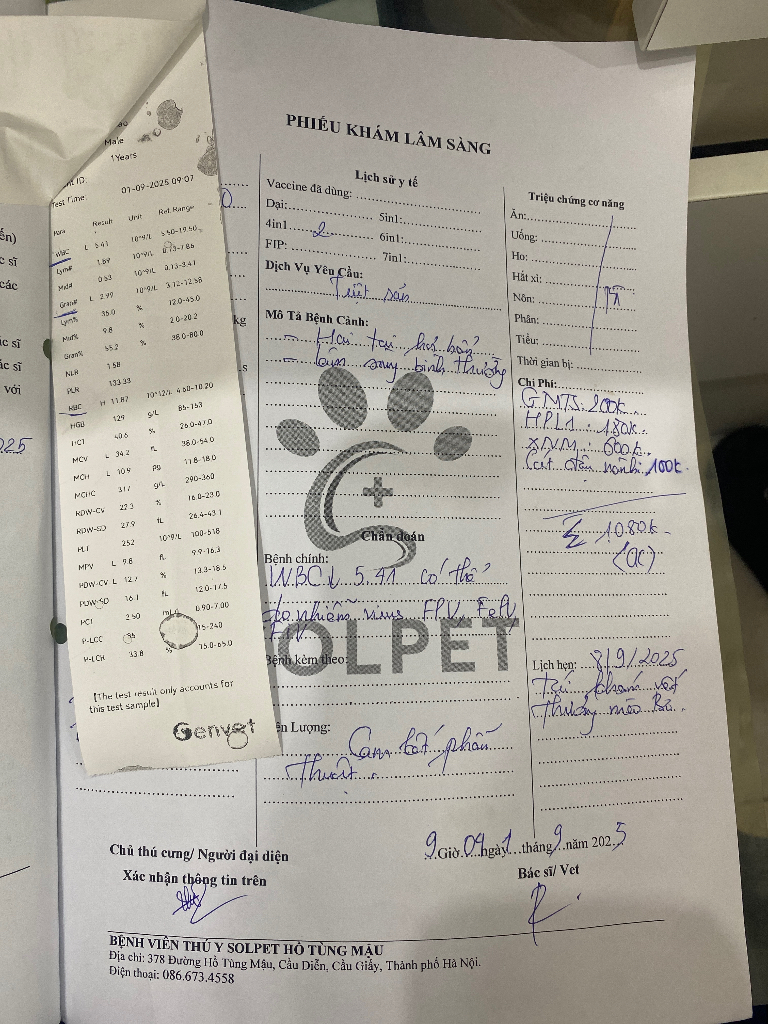 Male
1Years
Test Time: 01-09-2025 09:07
Para Result Unit Ref. Range
WBC L 5.41 10^9/L 5.50-19.50
Lym# 1.89 10^9/L 0.73-7.86
Mid# 0.53 10^9/L 0.13-3.41
Gran# L 2.99 10^9/L 3.12-12.58
Lym% 35.0 % 12.0-45.0
Mid% 9.8 % 2.0-20.2
Gran% 55.2 % 38.0-80.0
NLR 1.58
PLR 133.33
RBC H 11.87 10^12/L 4.60-10.20
HGB 129 g/L 85-153
HCT 40.6 % 26.0-47.0
MCV L 34.2 fL 38.0-54.0
MCH L 10.9 pg 11.8-18.0
MCHC 317 g/L 290-360
RDW-CV 22.3 % 16.0-23.0
RDW-SD 27.9 fL 26.4-43.1
PLT 252 10^9/L 100-518
MPV L 9.8 fL 9.9-16.3
PDW-CV L 12.7 % 13.3-18.5
PDW-SD 16.1 fL 12.0-17.5
PCT 2.50 mL/L 0.90-7.00
P-LCC 15-240
P-LCR 33.8 % 15.0-65.0
[The test result only accounts for
this test sample]
Genvet
PHIẾU KHÁM LÂM SÀNG
Lịch sử y tế
Vaccine đã dùng:
Dại: 5in1:
4in1 2 6in1:
FIP: 7in1:
Dịch Vụ Yêu Cầu:
Triệt sản
Mô Tả Bệnh Cảnh:
- Hai tai
- lâm sàng bình thường
Chẩn đoán
Bệnh chính:
WBC ↓ 5.41 có thể
do nhiễm virus FPV, FeLV
FIV
SOLPET
Bệnh kèm theo:
ên Lượng:
Cam kết phẫu
thuật.
Triệu chứng cơ năng
Ăn:
Uống:
Ho:
Hắt xì:
Nôn:
Phân:
Tiểu:
Thời gian bị:
Chi Phí:
GMTS: 200k
HPL1: 180k
XNM: 600k
100k
Σ 1080k
(ac)
Lịch hẹn: 8/9/2025
Tái khám vết
thương
9 Giờ 04 ngày 1 tháng 9 năm 2025
Chủ thú cưng/ Người đại diện
Xác nhận thông tin trên
Bác sĩ/ Vet
BỆNH VIÊN THÚ Y SOLPET HỒ TÙNG MẬU
Địa chỉ: 378 Đường Hồ Tùng Mậu, Cầu Diễn, Cầu Giấy, Thành phố Hà Nội.
Điện thoại: 086.673.4558